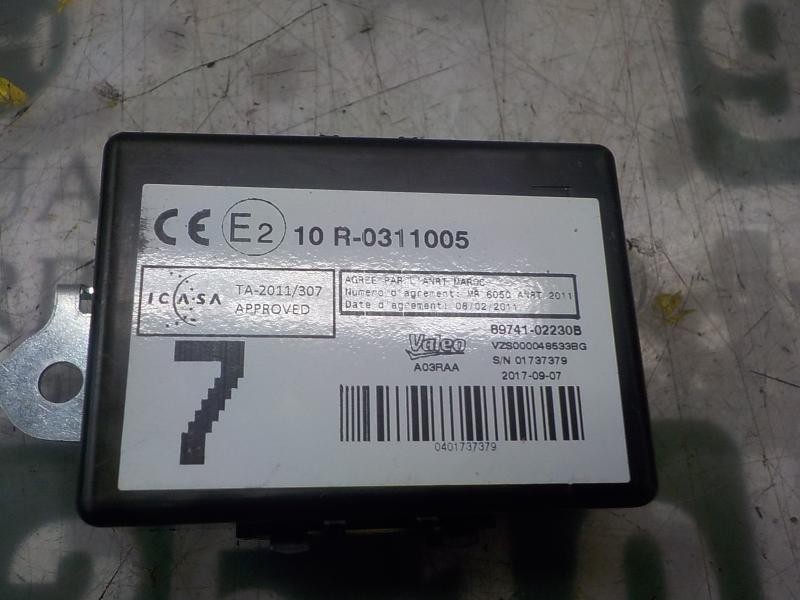 CE E2 10 R-0311005
ICASA TA-2011/307
APPROVED
AGREE PAR L'ANRT MAROC
Numero d'agrement: MR 6050 ANRT 2011
Date d'agrement: 08/02/2011
89741-02230B
Valeo VZS000048533BG
A03RAA S/N 01737379
2017-09-07
7
0401737379